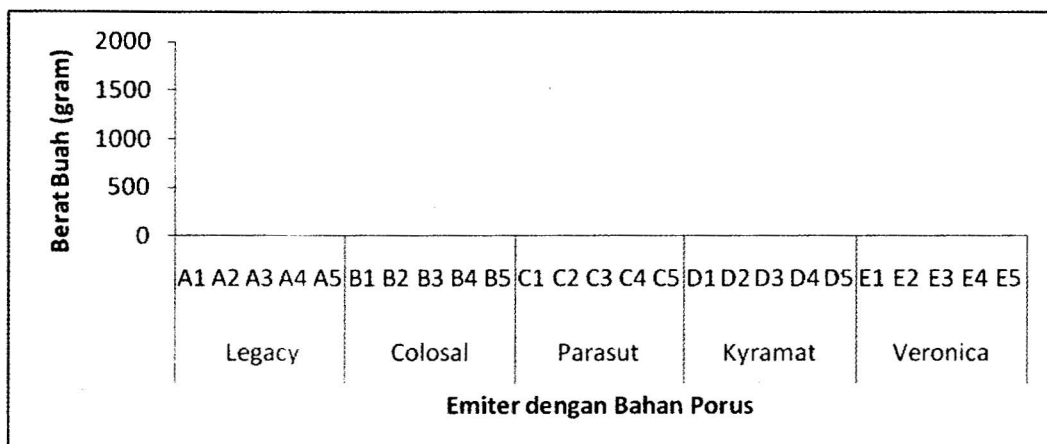 Berat Buah (gram)
2000
1500
1000
500
0
A1 A2 A3 A4 A5 B1 B2 B3 B4 B5 C1 C2 C3 C4 C5 D1 D2 D3 D4 D5 E1 E2 E3 E4 E5
Legacy Colosal Parasut Kyramat Veronica
Emiter dengan Bahan Porus